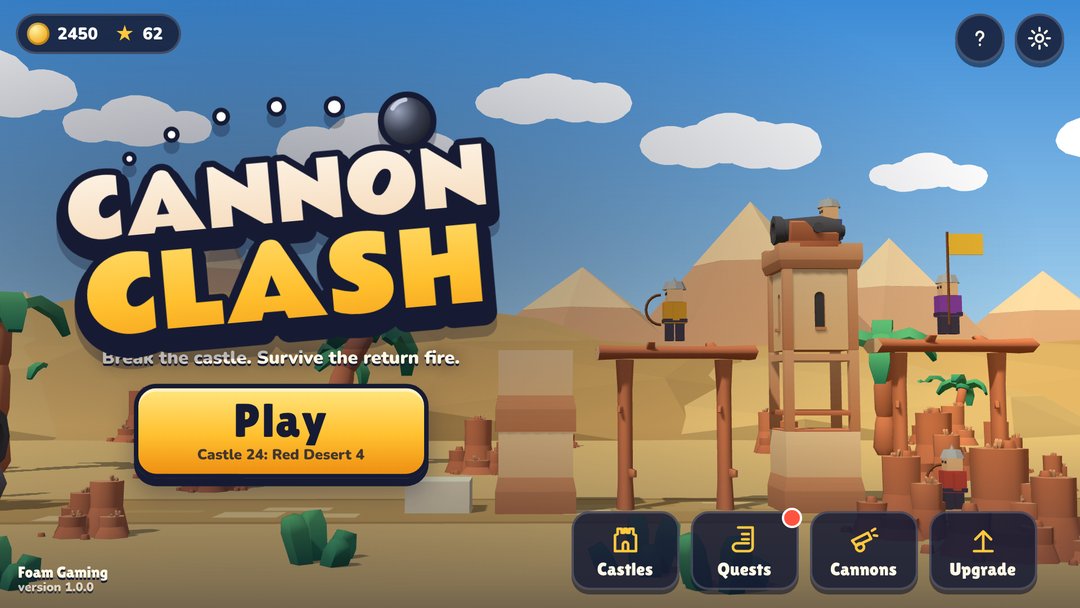 2450 62
?
CANNON
CLASH
Break the castle. Survive the return fire.
Play
Castle 24: Red Desert 4
Castles
Quests
Cannons
Upgrade
Foam Gaming
version 1.0.0